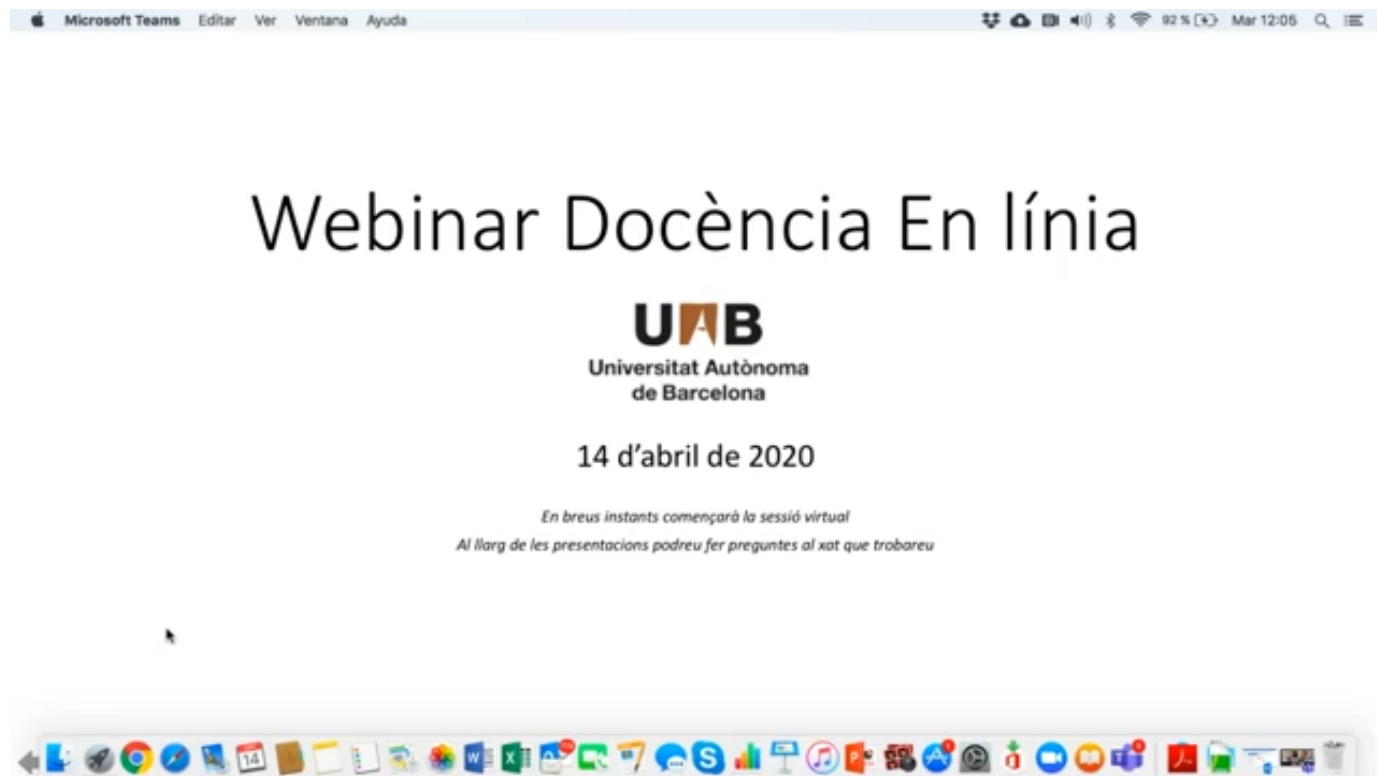 Microsoft Teams Editar Ver Ventana Ayuda 92 % Mar 12:05
Webinar Docència En línia
UAB
Universitat Autònoma
de Barcelona
14 d'abril de 2020
En breus instants començarà la sessió virtual
Al llarg de les presentacions podreu fer preguntes al xat que trobareu
14